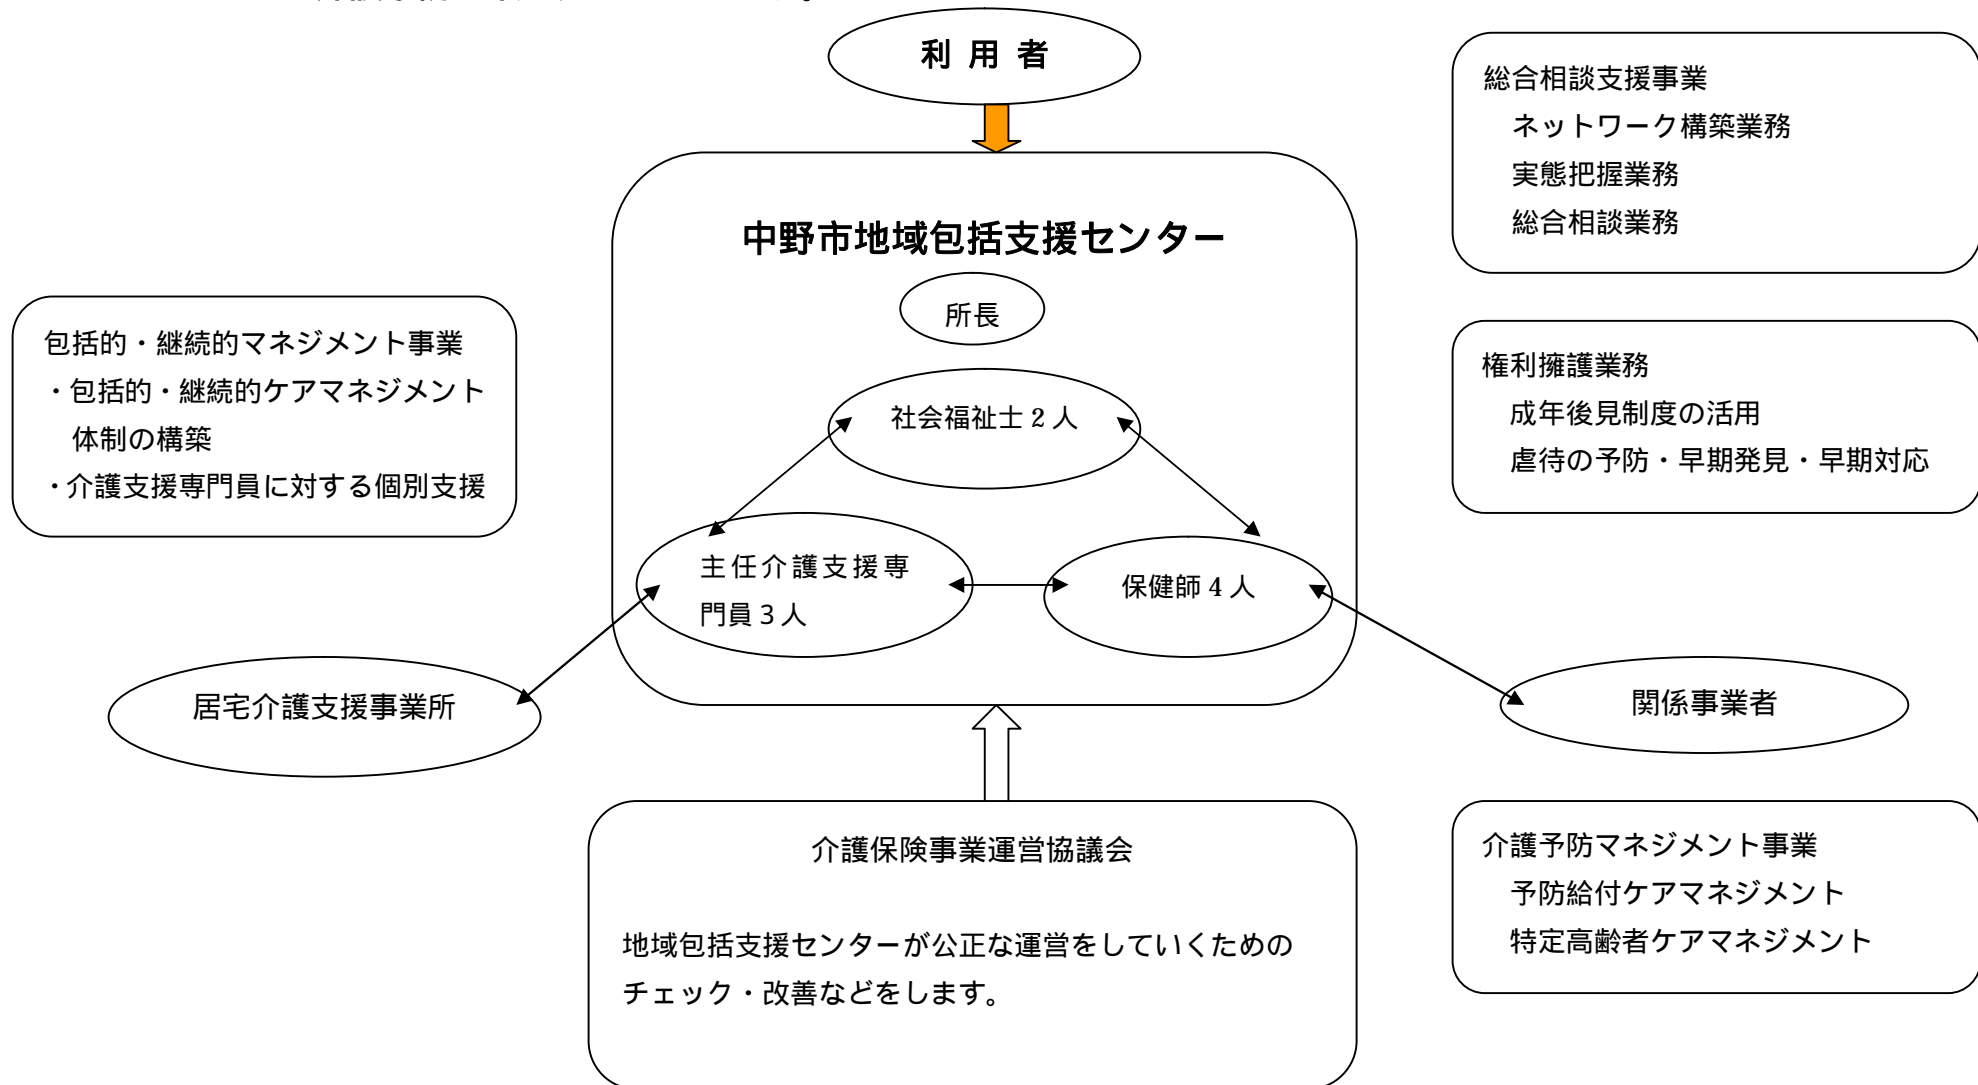 利 用 者
総合相談支援事業
ネットワーク構築業務
実態把握業務
総合相談業務
中野市地域包括支援センター
所長
包括的・継続的マネジメント事業
・包括的・継続的ケアマネジメント
体制の構築
・介護支援専門員に対する個別支援
権利擁護業務
成年後見制度の活用
虐待の予防・早期発見・早期対応
社会福祉士2人
主任介護支援専
門員3人
保健師4人
居宅介護支援事業所
関係事業者
介護保険事業運営協議会
地域包括支援センターが公正な運営をしていくための
チェック・改善などをします。
介護予防マネジメント事業
予防給付ケアマネジメント
特定高齢者ケアマネジメント